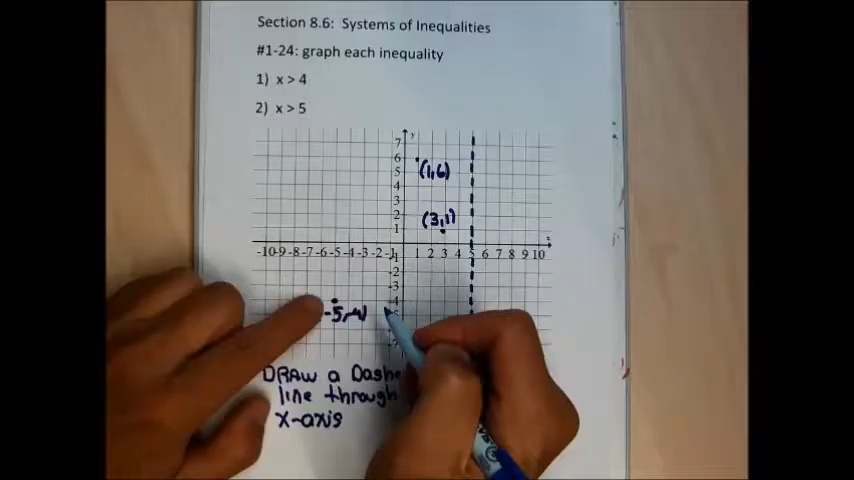 Section 8.6: Systems of Inequalities
#1-24: graph each inequality
1) x > 4
2) x > 5
y
7
6
(1,6)
5
4
3
2
(3,1)
1
x
-10 -9 -8 -7 -6 -5 -4 -3 -2 -1 1 2 3 4 5 6 7 8 9 10
-1
-2
-3
-4
-5,-4)
DRAW a Dashe
line through
x-axis